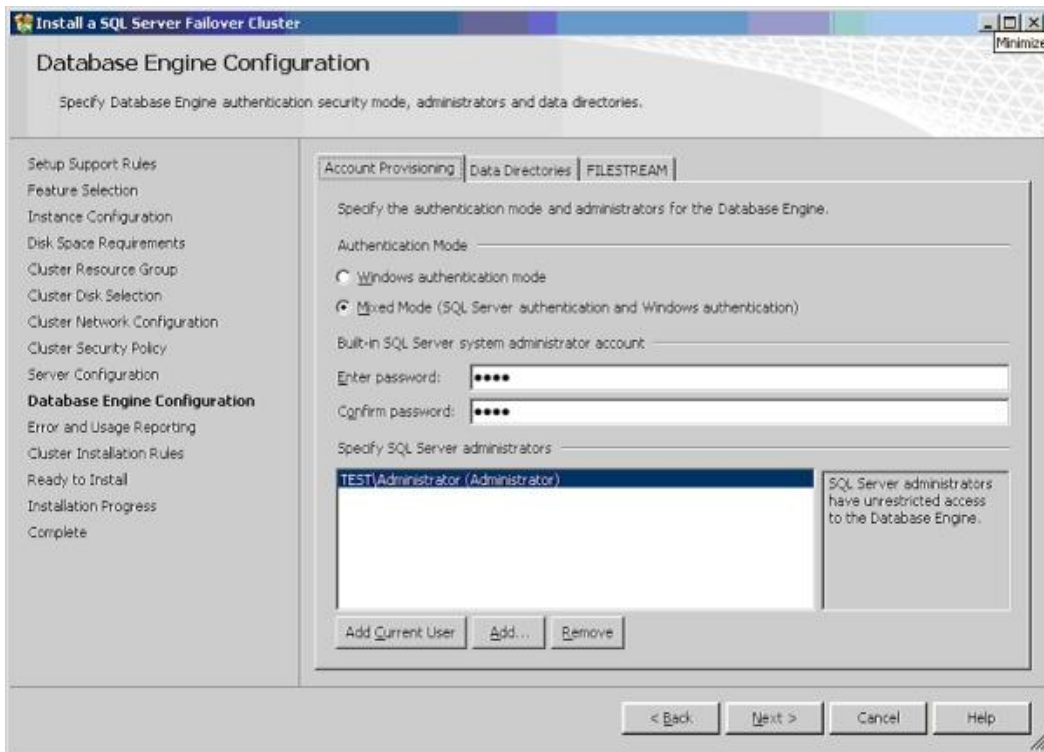 Install a SQL Server Failover Cluster
Minimize
Database Engine Configuration
Specify Database Engine authentication security mode, administrators and data directories.
Setup Support Rules
Feature Selection
Instance Configuration
Disk Space Requirements
Cluster Resource Group
Cluster Disk Selection
Cluster Network Configuration
Cluster Security Policy
Server Configuration
Database Engine Configuration
Error and Usage Reporting
Cluster Installation Rules
Ready to Install
Installation Progress
Complete
Account Provisioning Data Directories FILESTREAM
Specify the authentication mode and administrators for the Database Engine.
Authentication Mode
Windows authentication mode
Mixed Mode (SQL Server authentication and Windows authentication)
Built-in SQL Server system administrator account
Enter password: ●●●●
Confirm password: ●●●●
Specify SQL Server administrators
TEST\Administrator (Administrator)
SQL Server administrators
have unrestricted access
to the Database Engine.
Add Current User Add... Remove
< Back Next > Cancel Help